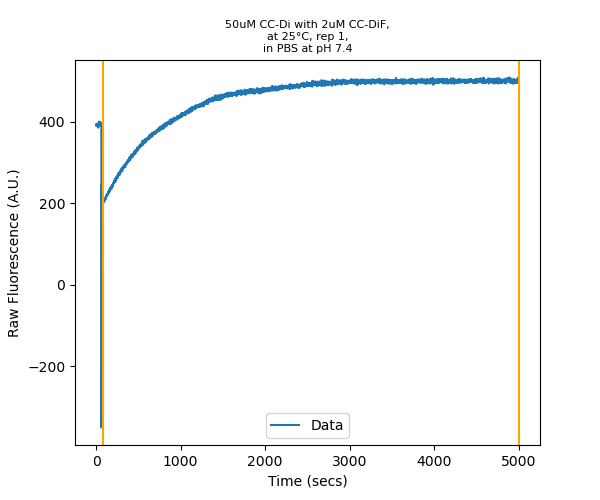 50uM CC-Di with 2uM CC-DiF,
at 25°C, rep 1,
in PBS at pH 7.4
Raw Fluorescence (A.U.)
400
200
0
−200
0
1000
2000
3000
4000
5000
Time (secs)
Data